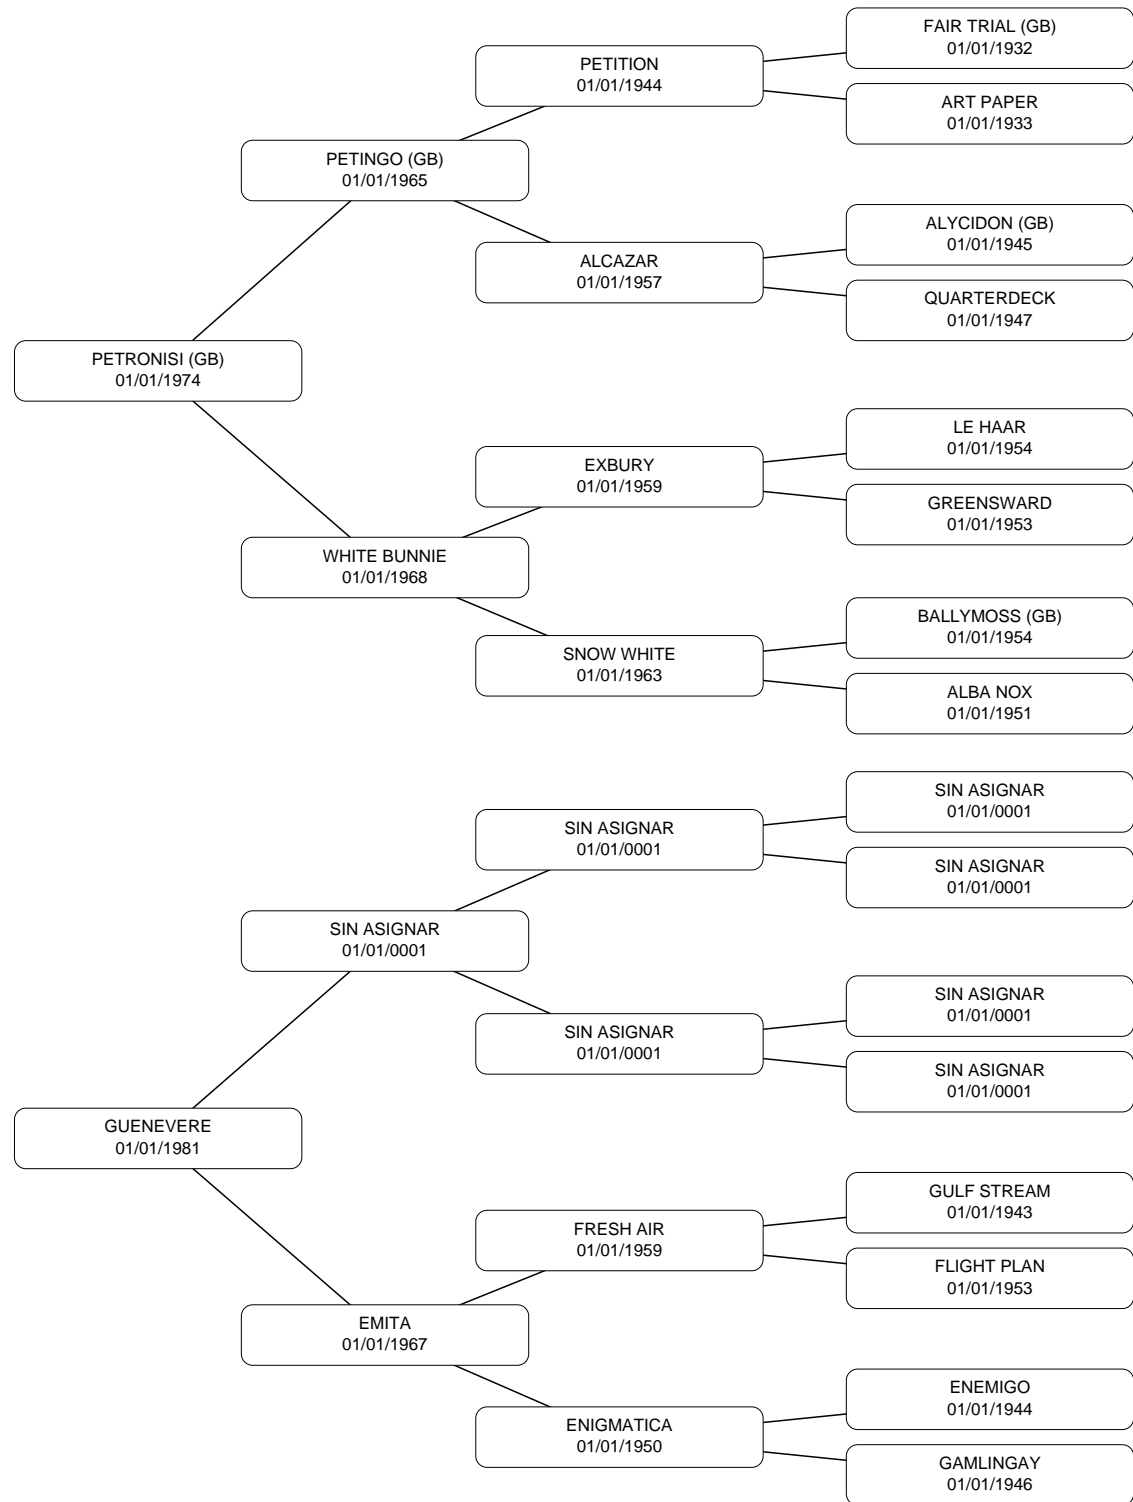 FAIR TRIAL (GB)
01/01/1932
PETITION
01/01/1944
ART PAPER
01/01/1933
PETINGO (GB)
01/01/1965
ALYCIDON (GB)
01/01/1945
ALCAZAR
01/01/1957
QUARTERDECK
01/01/1947
PETRONISI (GB)
01/01/1974
LE HAAR
01/01/1954
EXBURY
01/01/1959
GREENSWARD
01/01/1953
WHITE BUNNIE
01/01/1968
BALLYMOSS (GB)
01/01/1954
SNOW WHITE
01/01/1963
ALBA NOX
01/01/1951
SIN ASIGNAR
01/01/0001
SIN ASIGNAR
01/01/0001
SIN ASIGNAR
01/01/0001
SIN ASIGNAR
01/01/0001
SIN ASIGNAR
01/01/0001
SIN ASIGNAR
01/01/0001
SIN ASIGNAR
01/01/0001
GUENEVERE
01/01/1981
GULF STREAM
01/01/1943
FRESH AIR
01/01/1959
FLIGHT PLAN
01/01/1953
EMITA
01/01/1967
ENEMIGO
01/01/1944
ENIGMATICA
01/01/1950
GAMLINGAY
01/01/1946